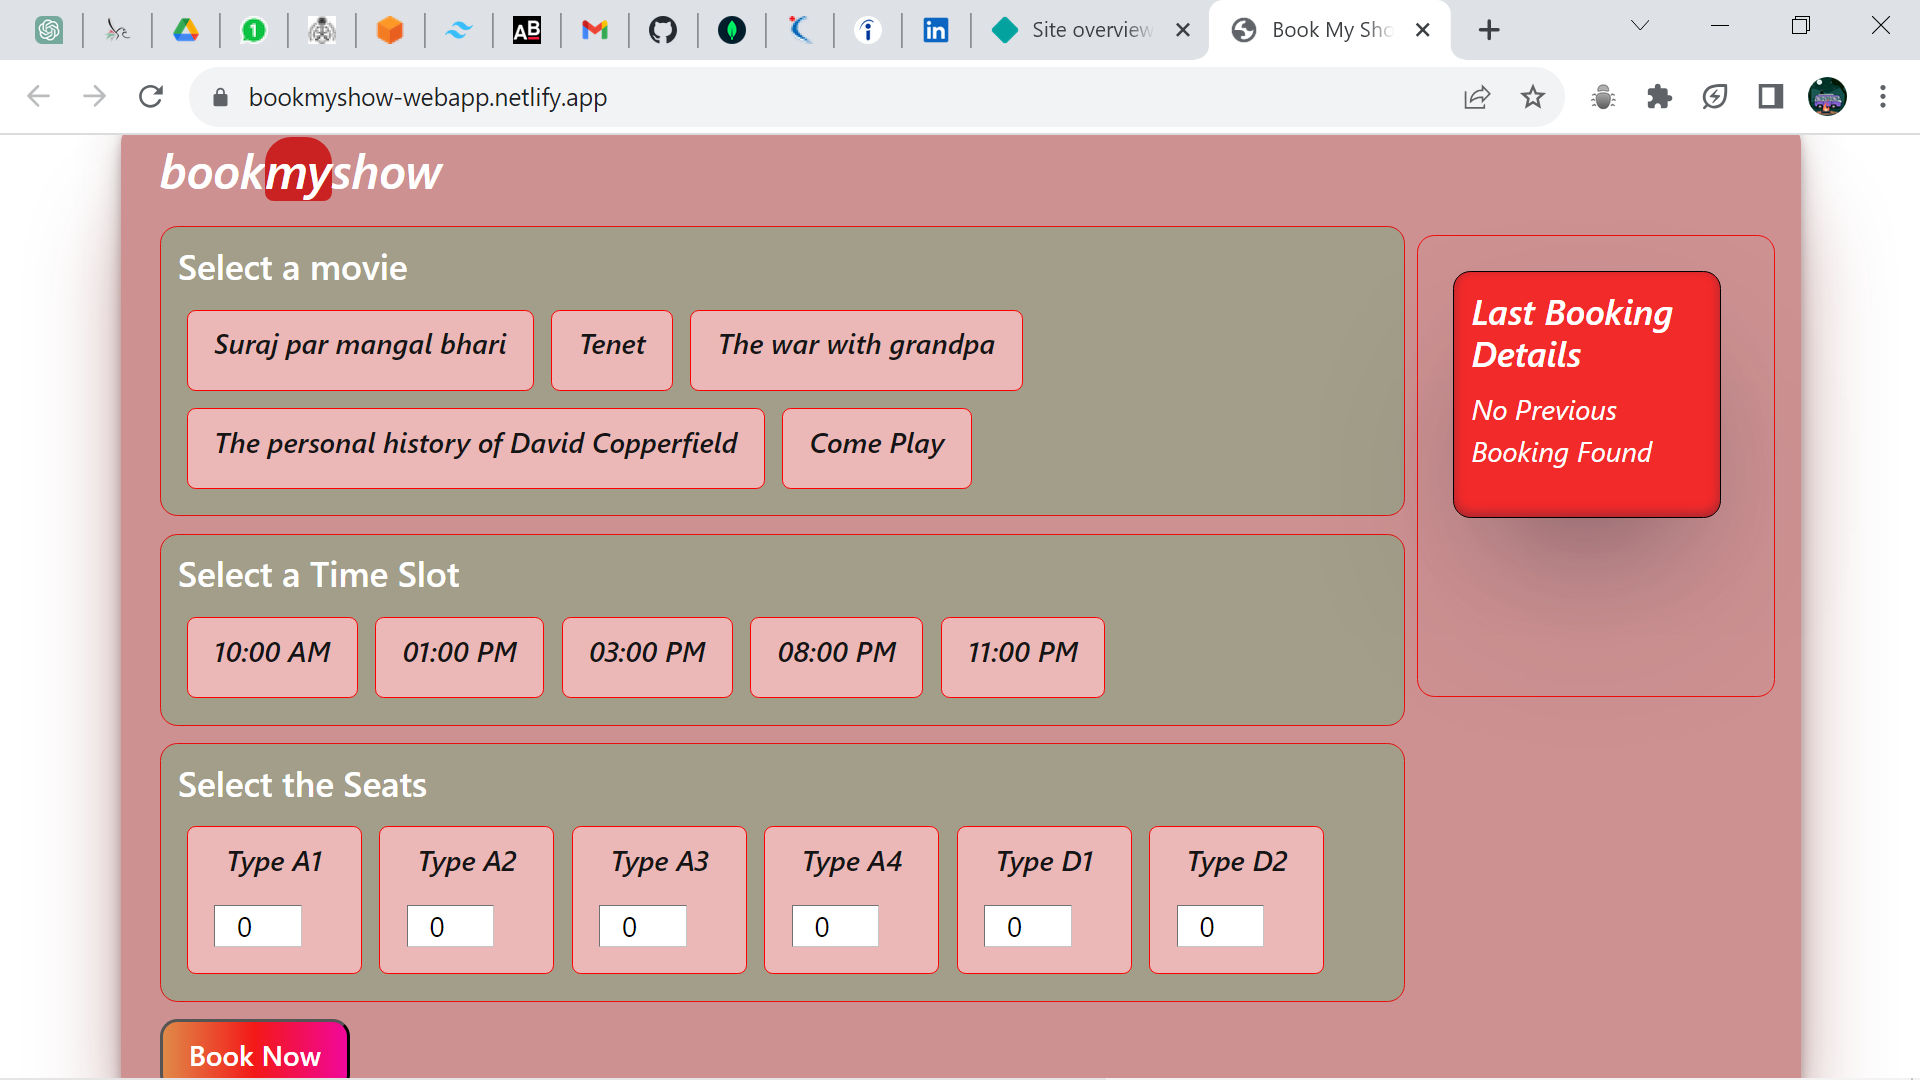 1
AB
Site overview
Book My Sho
bookmyshow-webapp.netlify.app
bookmyshow
Select a movie
Suraj par mangal bhari
Tenet
The war with grandpa
The personal history of David Copperfield
Come Play
Last Booking
Details
No Previous
Booking Found
Select a Time Slot
10:00 AM
01:00 PM
03:00 PM
08:00 PM
11:00 PM
Select the Seats
Type A1
Type A2
Type A3
Type A4
Type D1
Type D2
0
0
0
0
0
0
Book Now